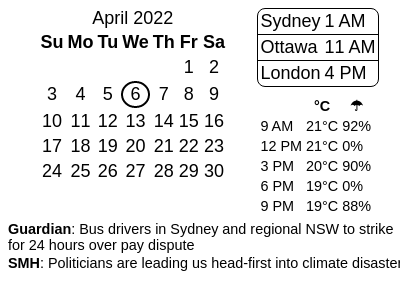 April 2022
Su Mo Tu We Th Fr Sa
1 2
3 4 5 6 7 8 9
10 11 12 13 14 15 16
17 18 19 20 21 22 23
24 25 26 27 28 29 30
Sydney 1 AM
Ottawa 11 AM
London 4 PM
°C ☂
9 AM 21°C 92%
12 PM 21°C 0%
3 PM 20°C 90%
6 PM 19°C 0%
9 PM 19°C 88%
Guardian: Bus drivers in Sydney and regional NSW to strike
for 24 hours over pay dispute
SMH: Politicians are leading us head-first into climate disaster